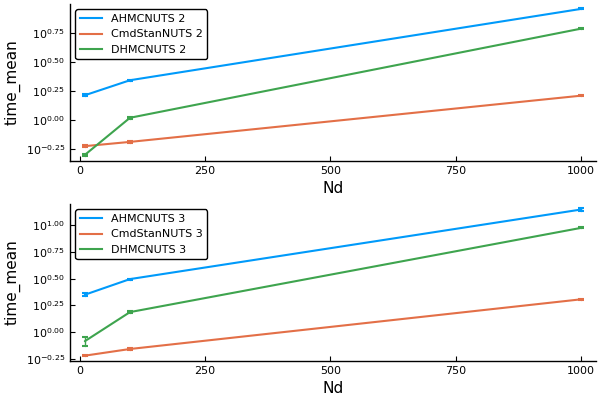 AHMCNUTS 2
CmdStanNUTS 2
DHMCNUTS 2
time_mean
10^0.75
10^0.50
10^0.25
10^0.00
10^−0.25
0 250 500 750 1000
Nd
AHMCNUTS 3
CmdStanNUTS 3
DHMCNUTS 3
time_mean
10^1.00
10^0.75
10^0.50
10^0.25
10^0.00
10^−0.25
0 250 500 750 1000
Nd